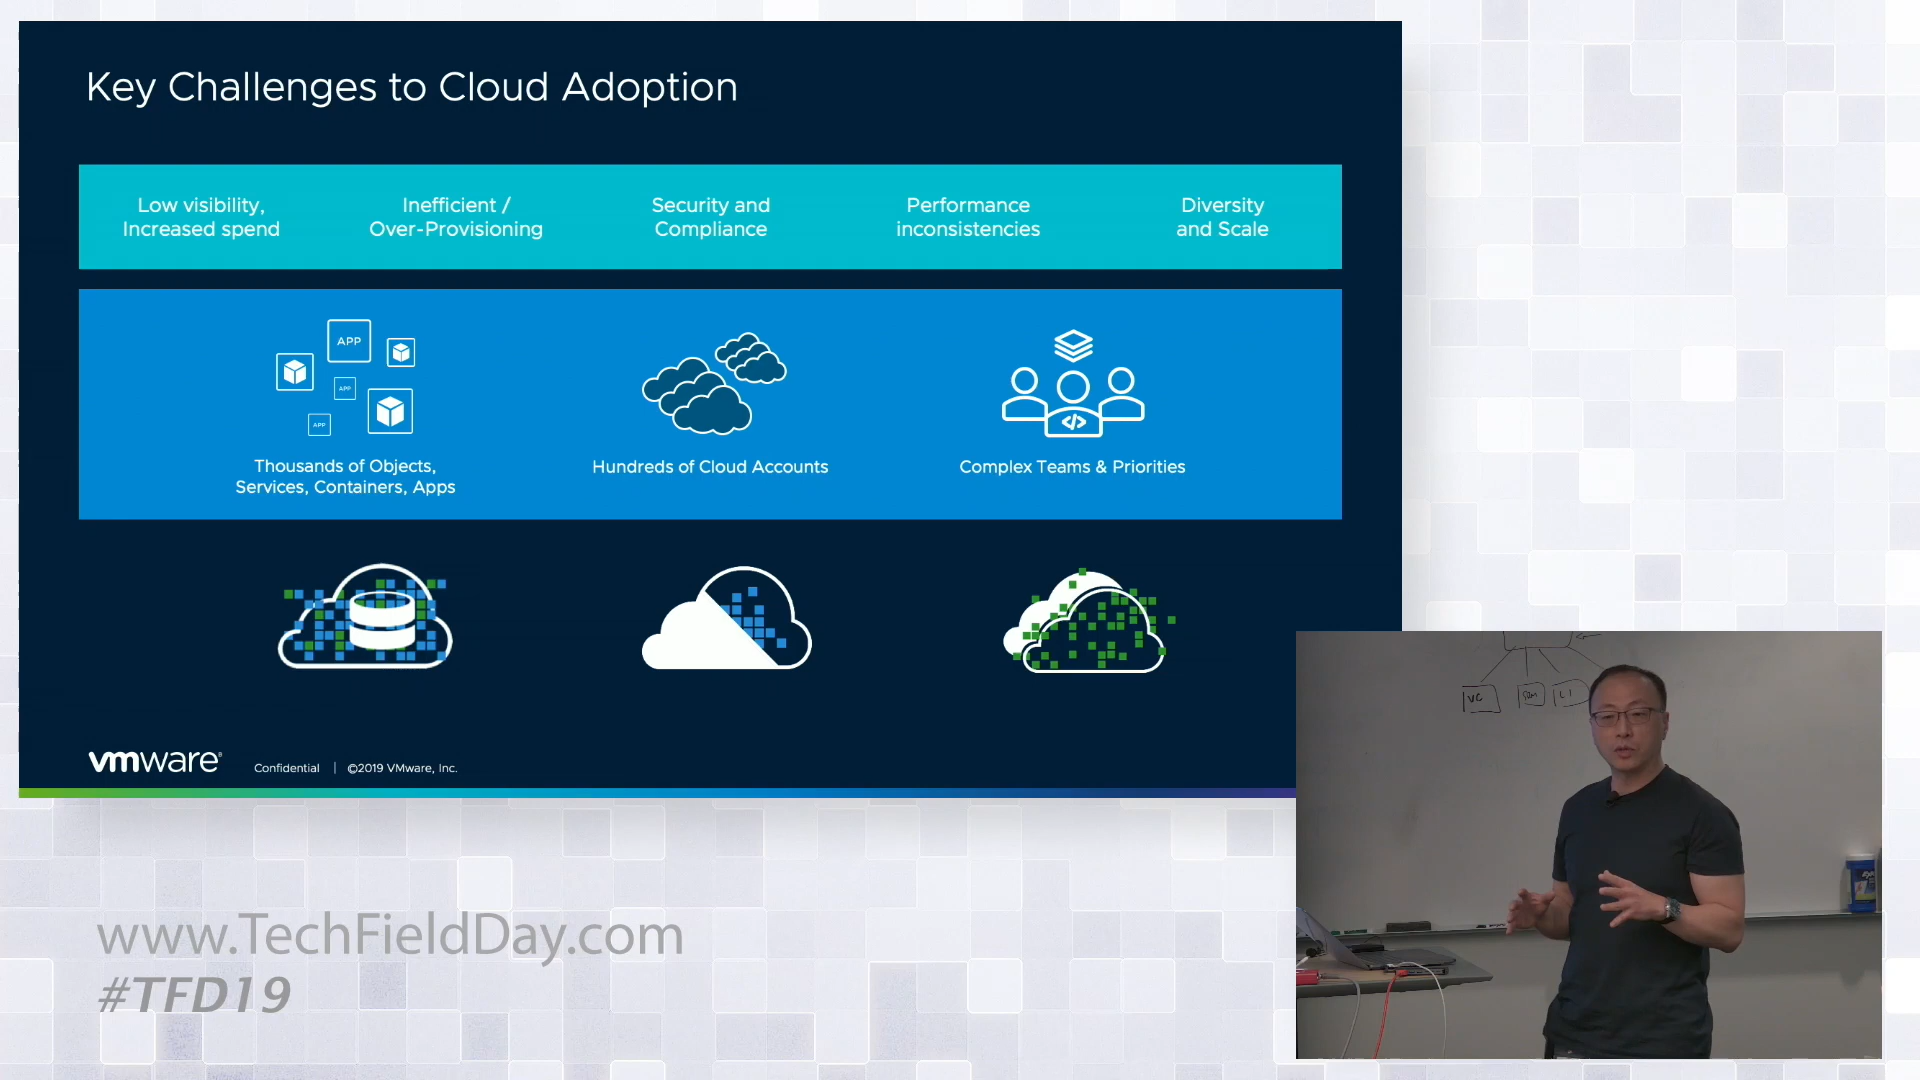 Key Challenges to Cloud Adoption
Low visibility,
Increased spend
Inefficient /
Over-Provisioning
Security and
Compliance
Performance
inconsistencies
Diversity
and Scale
APP
APP
APP
Thousands of Objects,
Services, Containers, Apps
Hundreds of Cloud Accounts
</>
Complex Teams & Priorities
vmware®
Confidential | ©2019 VMware, Inc.
VC
www.TechFieldDay.com
#TFD19